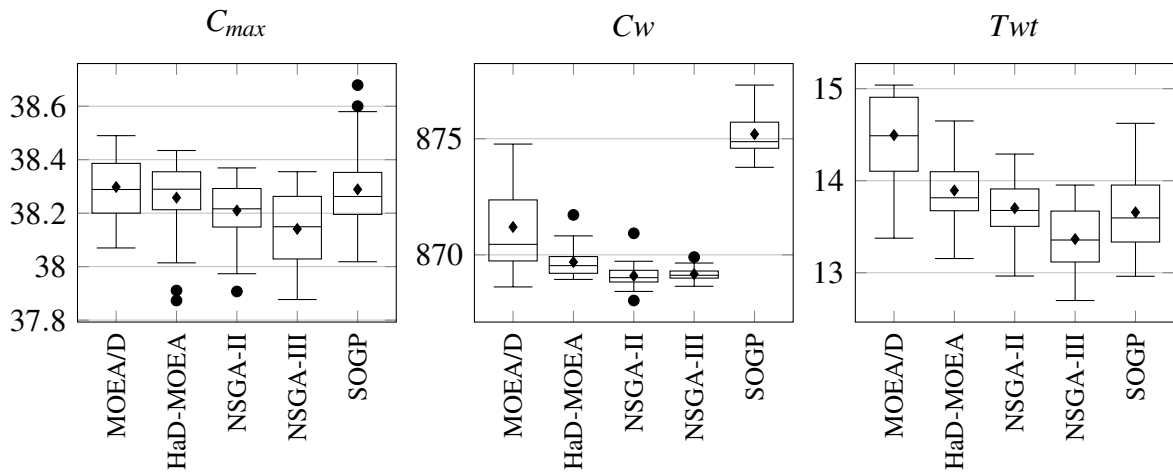 C_max
Cw
Twt
38.6
38.4
38.2
38
37.8
MOEA/D
HaD-MOEA
NSGA-II
NSGA-III
SOGP
875
870
MOEA/D
HaD-MOEA
NSGA-II
NSGA-III
SOGP
15
14
13
MOEA/D
HaD-MOEA
NSGA-II
NSGA-III
SOGP